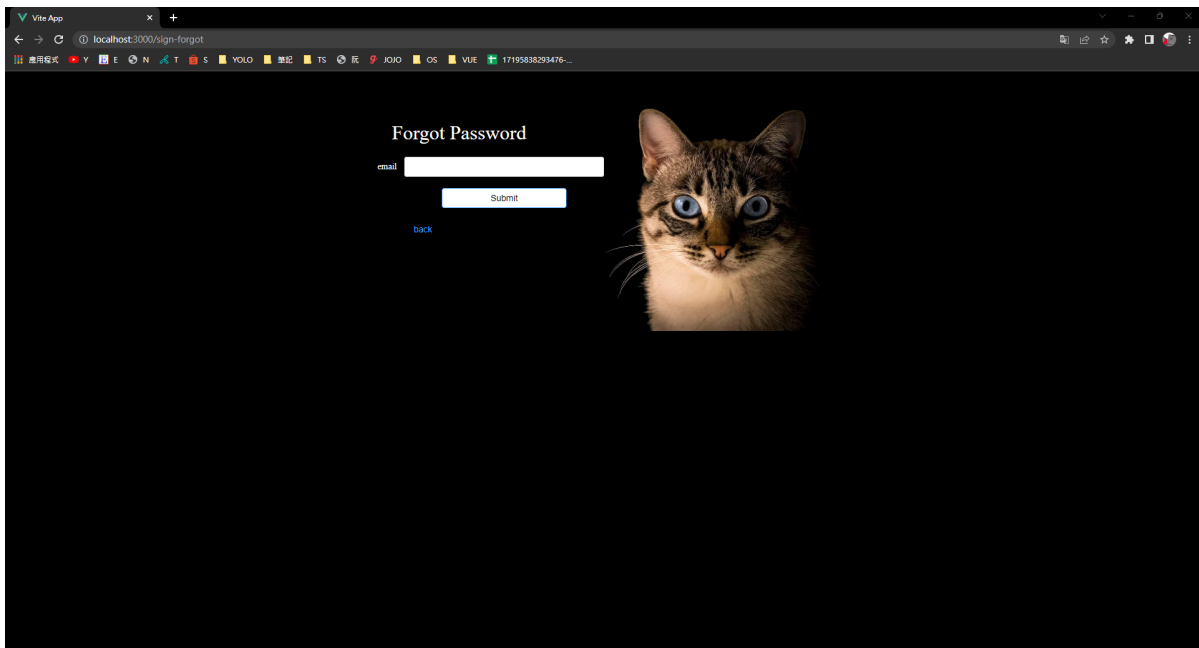 Vite App
localhost:3000/sign-forgot
應用程式 Y E N T S YOLO 筆記 TS 阮 JOJO OS VUE 17195838293476-...
Forgot Password
email
Submit
back